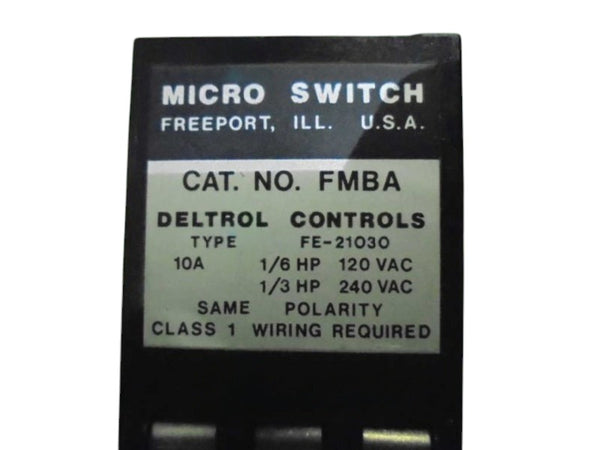 MICRO SWITCH
FREEPORT, ILL. U.S.A.
CAT. NO. FMBA
DELTROL CONTROLS
TYPE FE-21030
10A 1/6 HP 120 VAC
1/3 HP 240 VAC
SAME POLARITY
CLASS 1 WIRING REQUIRED